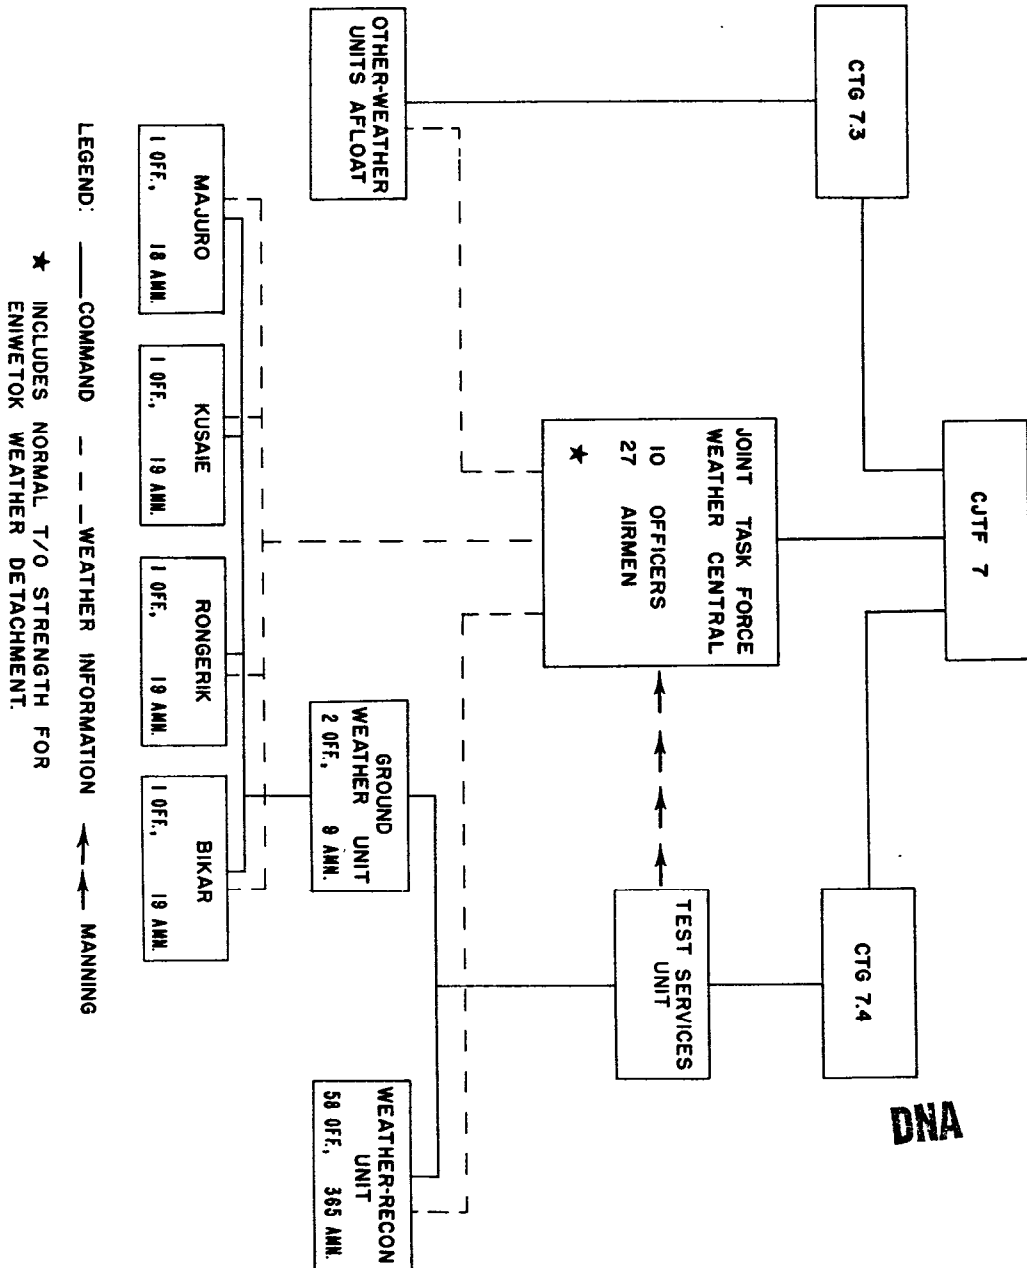 CJTF 7
CTG 7.3
CTG 7.4
JOINT TASK FORCE
WEATHER CENTRAL
10 OFFICERS
27 AIRMEN
★
TEST SERVICES
UNIT
OTHER-WEATHER
UNITS AFLOAT
GROUND
WEATHER UNIT
2 OFF., 9 AMN.
WEATHER-RECON
UNIT
58 OFF., 365 AMN.
MAJURO
1 OFF., 18 AMN.
KUSAIE
1 OFF., 19 AMN.
RONGERIK
1 OFF., 19 AMN.
BIKAR
1 OFF., 19 AMN.
LEGEND: COMMAND WEATHER INFORMATION MANNING
★ INCLUDES NORMAL T/O STRENGTH FOR
ENIWETOK WEATHER DETACHMENT.
DNA